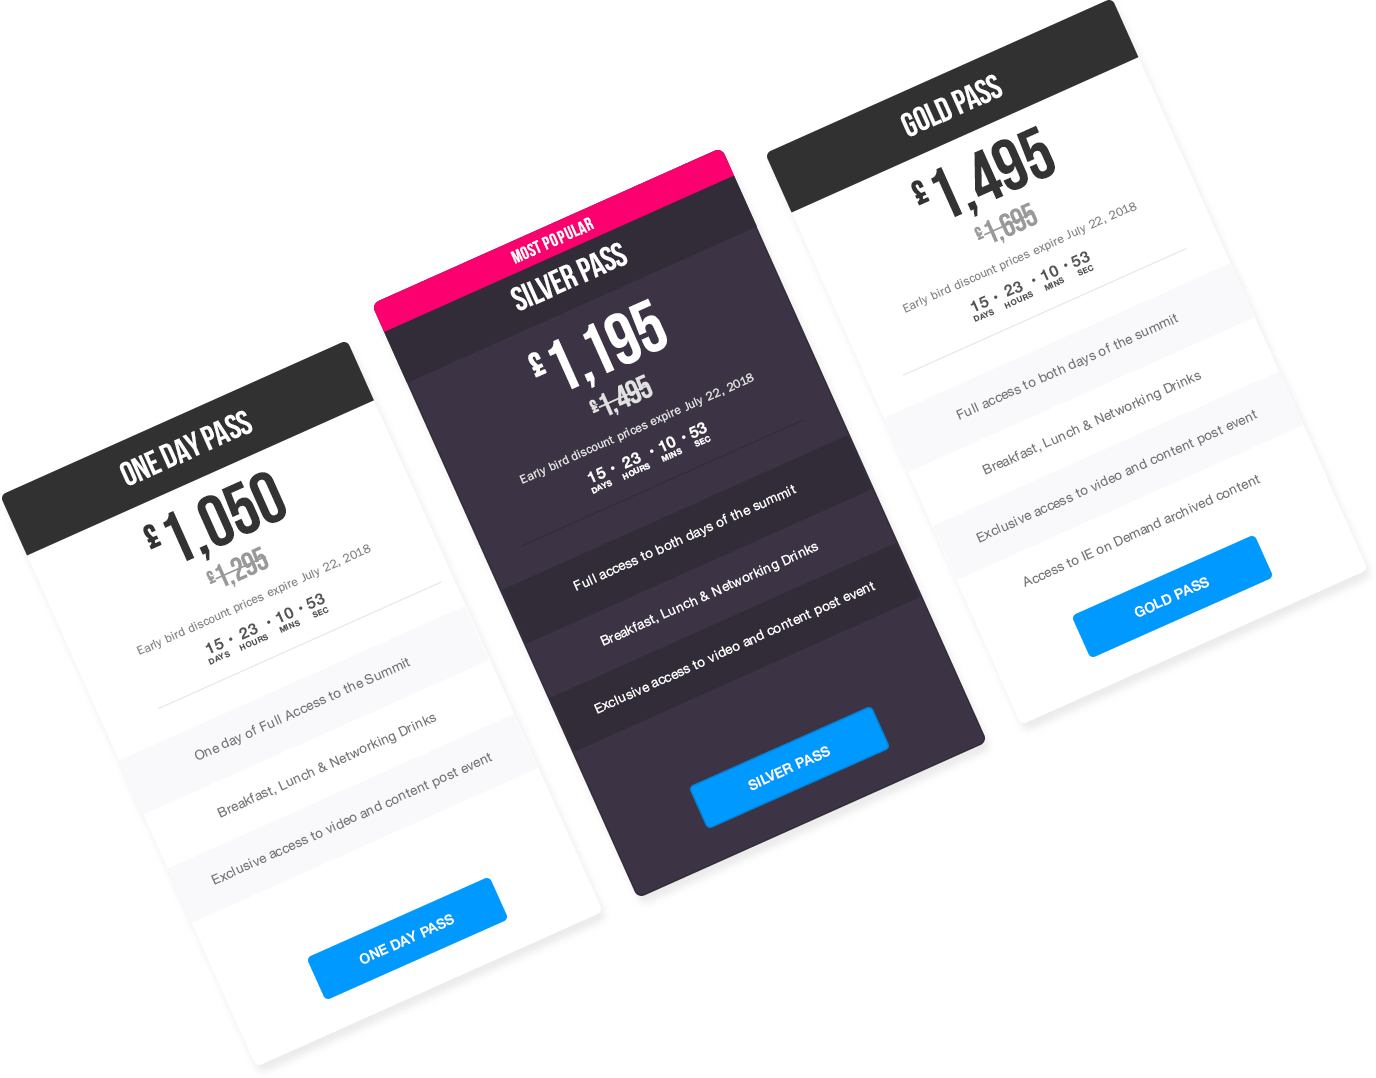 ONE DAY PASS
£1,050
£1,295
Early bird discount prices expire July 22, 2018
15 · 23 · 10 · 53
DAYS HOURS MINS SEC
One day of Full Access to the Summit
Breakfast, Lunch & Networking Drinks
Exclusive access to video and content post event
ONE DAY PASS
MOST POPULAR
SILVER PASS
£1,195
£1,495
Early bird discount prices expire July 22, 2018
15 · 23 · 10 · 53
DAYS HOURS MINS SEC
Full access to both days of the summit
Breakfast, Lunch & Networking Drinks
Exclusive access to video and content post event
SILVER PASS
GOLD PASS
£1,495
£1,695
Early bird discount prices expire July 22, 2018
15 · 23 · 10 · 53
DAYS HOURS MINS SEC
Full access to both days of the summit
Breakfast, Lunch & Networking Drinks
Exclusive access to video and content post event
Access to IE on Demand archived content
GOLD PASS